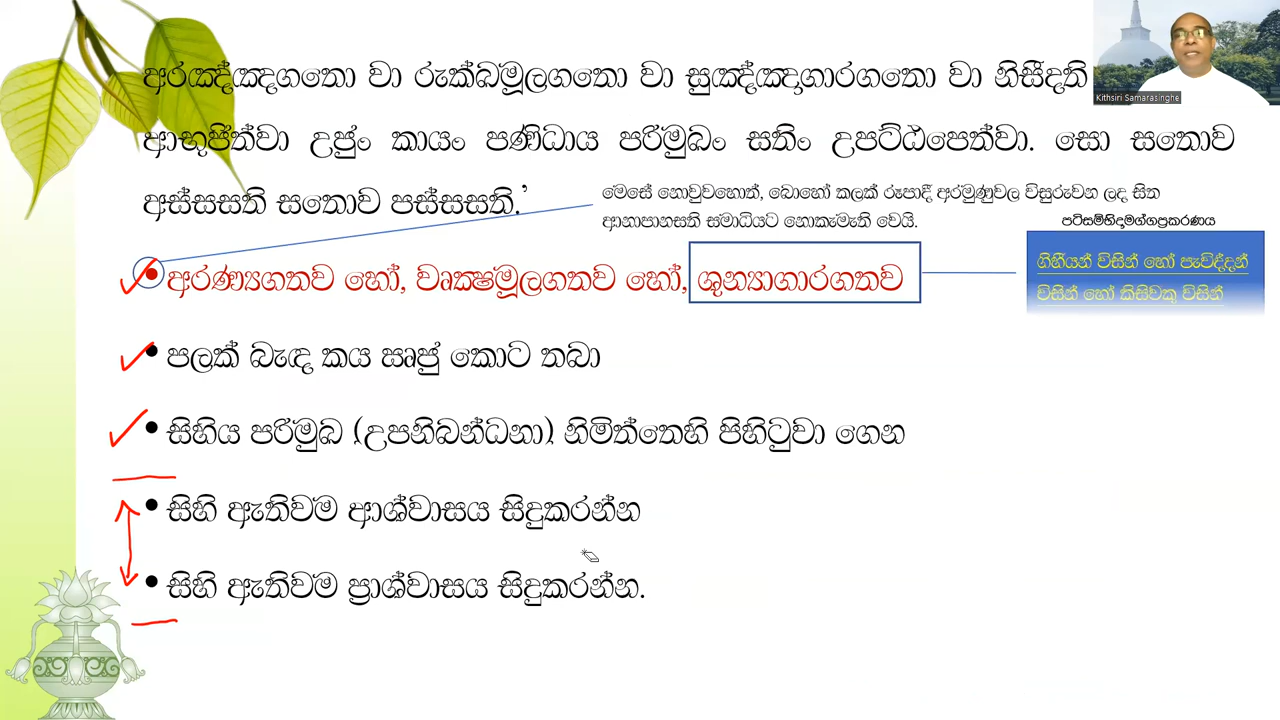 අරඤ්ඤගතො වා රුක්ඛමූලගතො වා සුඤ්ඤාගාරගතො වා නිසීදති
ආභුජිත්වා උජුං කායං පණිධාය පරිමුඛං සතිං උපට්ඨපෙත්වා. සො සතොව
අස්සසති සතොව පස්සසති.’
මෙසේ නොවුවහොත්, බොහෝ කලක් රූපාදී අරමුණුවල විසුරුවන ලද සිත
ආනාපානසති සමාධියට නොකැමැති වෙයි.
පටිසම්භිදාමග්ගප්‍රකරණය
• අරණ්‍යගතව හෝ, වෘක්ෂමූලගතව හෝ, ශුන්‍යාගාරගතව
ගිහියන් විසින් හෝ පැවිද්දන්
විසින් හෝ කිසිවකු විසින්
• පලක් බැඳ කය සෘජු කොට තබා
• සිහිය පරිමුඛ (උපනිබන්ධනා) නිමිත්තෙහි පිහිටුවා ගෙන
• සිහි ඇතිවම ආශ්වාසය සිදුකරන්න
• සිහි ඇතිවම ප්‍රාශ්වාසය සිදුකරන්න.
Kithsiri Samarasinghe